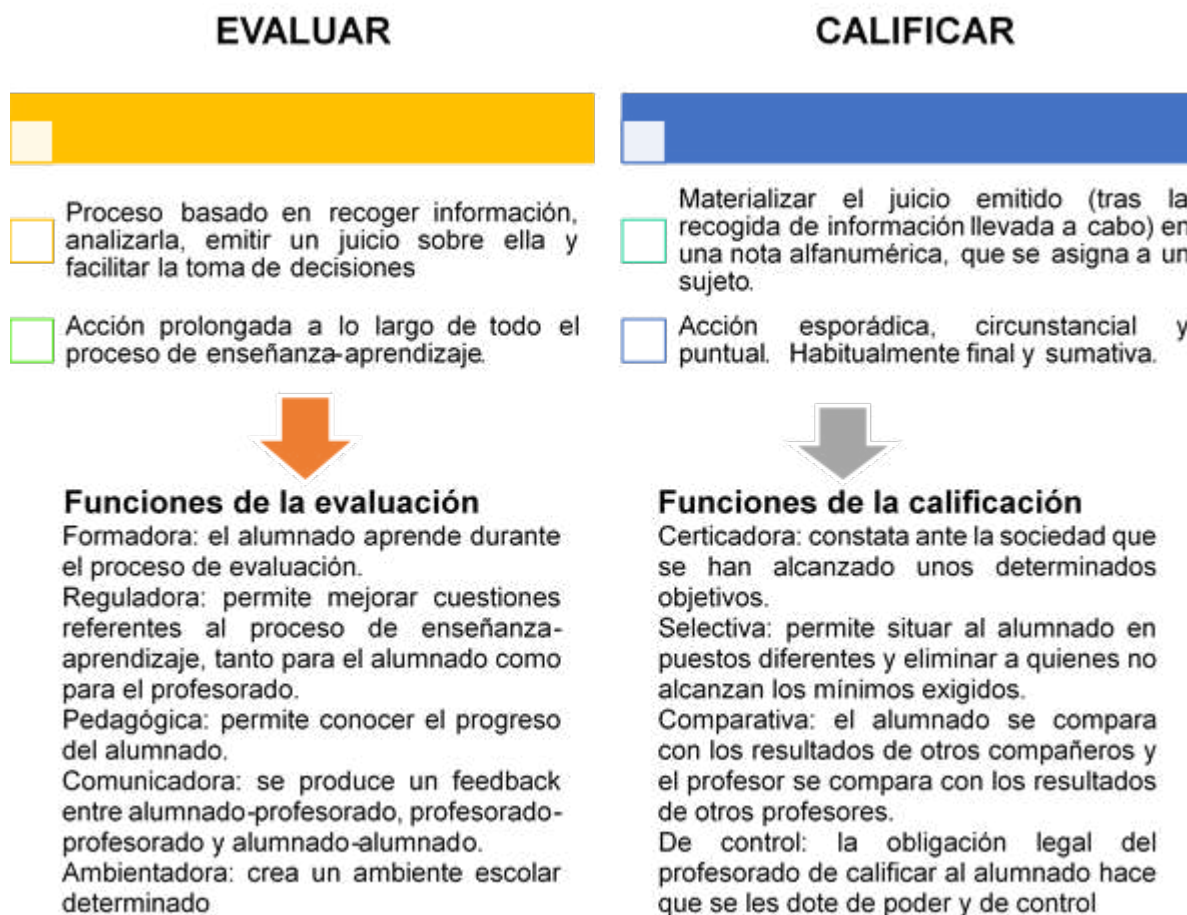 EVALUAR
Proceso basado en recoger información,
analizarla, emitir un juicio sobre ella y
facilitar la toma de decisiones
Acción prolongada a lo largo de todo el
proceso de enseñanza-aprendizaje.
Funciones de la evaluación
Formadora: el alumnado aprende durante
el proceso de evaluación.
Reguladora: permite mejorar cuestiones
referentes al proceso de enseñanza-
aprendizaje, tanto para el alumnado como
para el profesorado.
Pedagógica: permite conocer el progreso
del alumnado.
Comunicadora: se produce un feedback
entre alumnado-profesorado, profesorado-
profesorado y alumnado-alumnado.
Ambientadora: crea un ambiente escolar
determinado
CALIFICAR
Materializar el juicio emitido (tras la
recogida de información llevada a cabo) en
una nota alfanumérica, que se asigna a un
sujeto.
Acción esporádica, circunstancial y
puntual. Habitualmente final y sumativa.
Funciones de la calificación
Certicadora: constata ante la sociedad que
se han alcanzado unos determinados
objetivos.
Selectiva: permite situar al alumnado en
puestos diferentes y eliminar a quienes no
alcanzan los mínimos exigidos.
Comparativa: el alumnado se compara
con los resultados de otros compañeros y
el profesor se compara con los resultados
de otros profesores.
De control: la obligación legal del
profesorado de calificar al alumnado hace
que se les dote de poder y de control